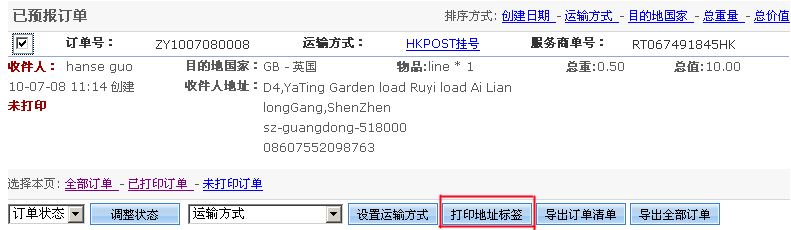 已预报订单 排序方式: 创建日期 - 运输方式 - 目的地国家 - 总重量 - 总价值
订单号: ZY1007080008 运输方式: HKPOST挂号 服务商单号: RT067491845HK
收件人: hanse guo 目的地国家: GB - 英国 物品:line * 1 总重:0.50 总值:10.00
10-07-08 11:14 创建 收件人地址: D4,YaTing Garden load Ruyi load Ai Lian
未打印 longGang,ShenZhen
sz-guangdong-518000
08607552098763
选择本页: 全部订单 - 已打印订单 - 未打印订单
订单状态 调整状态 运输方式 设置运输方式 打印地址标签 导出订单清单 导出全部订单